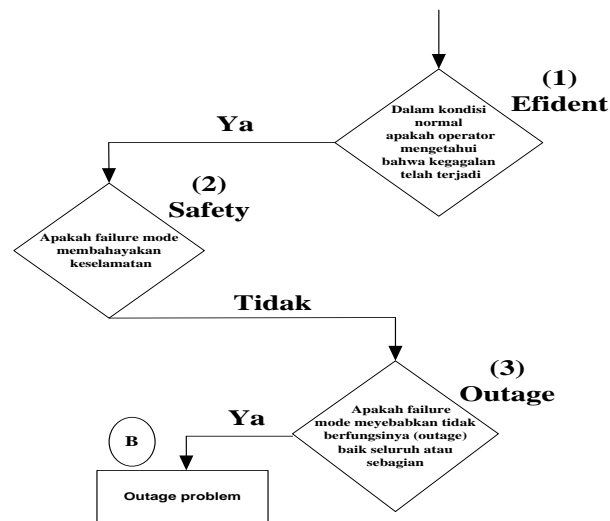 (1)
Efident
Dalam kondisi
normal
apakah operator
mengetahui
bahwa kegagalan
telah terjadi
Ya
(2)
Safety
Apakah failure mode
membahayakan
keselamatan
Tidak
(3)
Outage
Apakah failure
mode meyebabkan tidak
berfungsinya (outage)
baik seluruh atau
sebagian
Ya
B
Outage problem